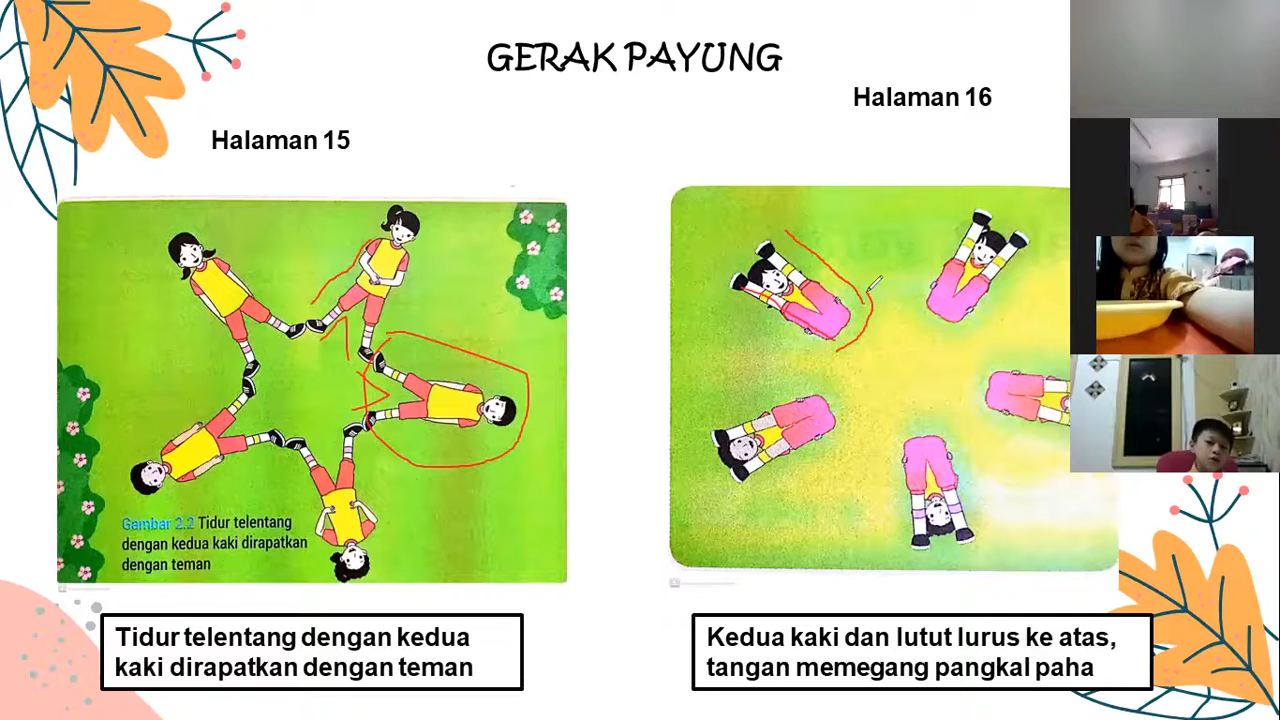 GERAK PAYUNG
Halaman 15
Halaman 16
Gambar 2.2 Tidur telentang
dengan kedua kaki dirapatkan
dengan teman
Tidur telentang dengan kedua
kaki dirapatkan dengan teman
Kedua kaki dan lutut lurus ke atas,
tangan memegang pangkal paha